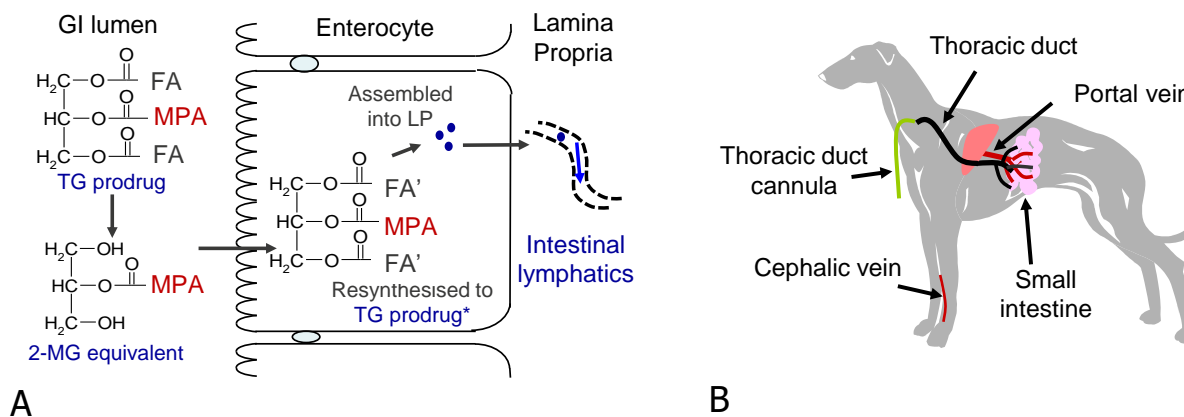 GI lumen
Enterocyte
Lamina
Propria
O
H₂C—O FA
O
HC—O MPA
O
H₂C—O FA
TG prodrug
H₂C—OH
O
HC—O MPA
H₂C—OH
2-MG equivalent
Assembled
into LP
O
H₂C—O FA'
O
HC—O MPA
O
H₂C—O FA'
Resynthesised to
TG prodrug*
Intestinal
lymphatics
A
Thoracic duct
Portal vein
Thoracic duct
cannula
Cephalic vein
Small
intestine
B